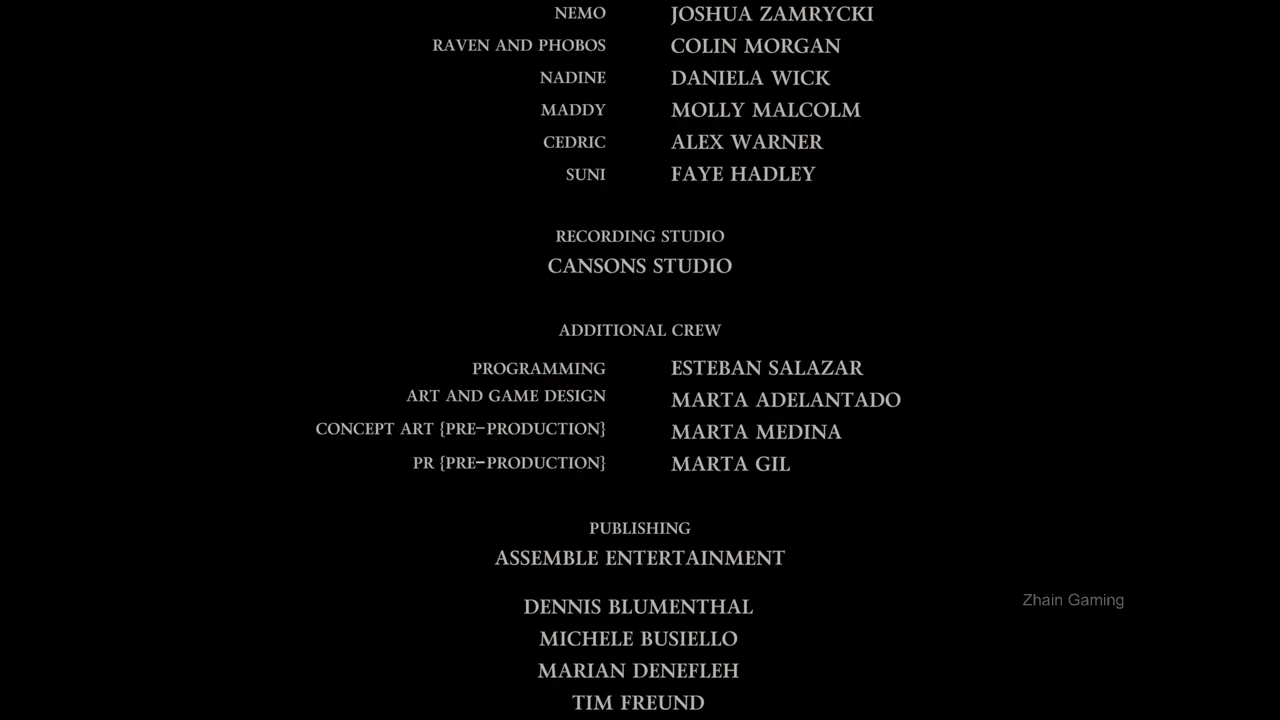 NEMO JOSHUA ZAMRYCKI
RAVEN AND PHOBOS COLIN MORGAN
NADINE DANIELA WICK
MADDY MOLLY MALCOLM
CEDRIC ALEX WARNER
SUNI FAYE HADLEY
RECORDING STUDIO
CANSONS STUDIO
ADDITIONAL CREW
PROGRAMMING ESTEBAN SALAZAR
ART AND GAME DESIGN MARTA ADELANTADO
CONCEPT ART {PRE-PRODUCTION} MARTA MEDINA
PR {PRE-PRODUCTION} MARTA GIL
PUBLISHING
ASSEMBLE ENTERTAINMENT
DENNIS BLUMENTHAL
Zhain Gaming
MICHELE BUSIELLO
MARIAN DENEFLEH
TIM FREUND